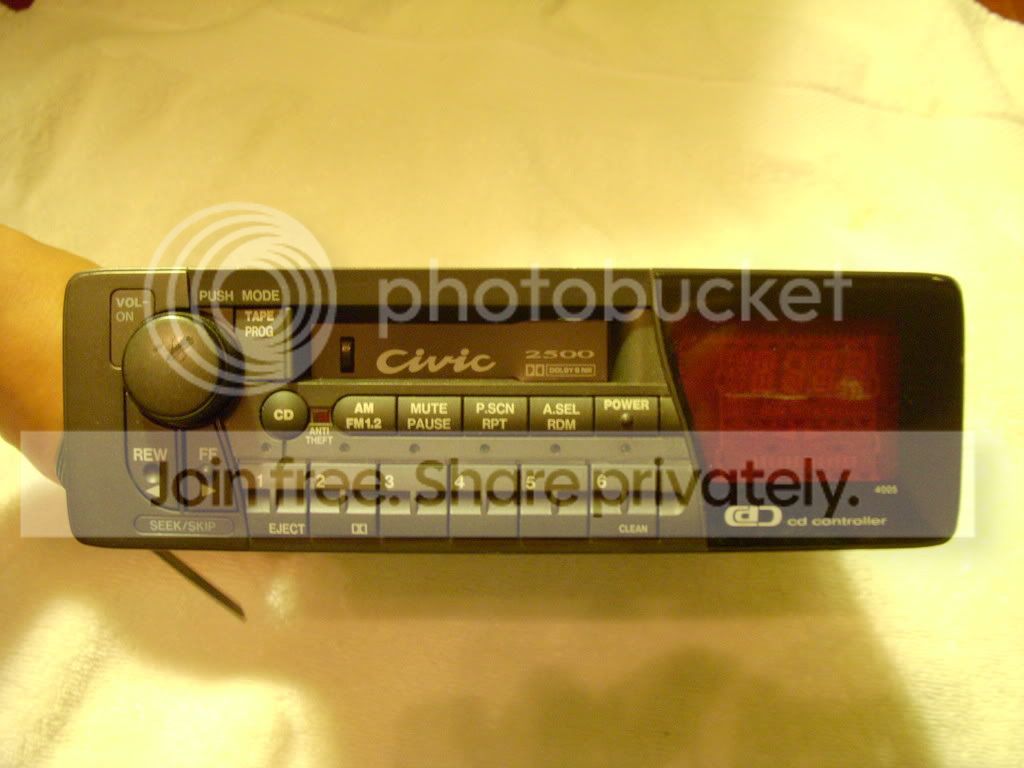 photobucket
VOL-
ON
PUSH MODE
TAPE
PROG
Civic
2500
DOLBY B NR
CD
ANTI
THEFT
AM
FM1.2
MUTE
PAUSE
P.SCN
RPT
A.SEL
RDM
POWER
REW FF
Join free. Share privately.
1 2 3 4 5 6
4005
SEEK/SKIP
EJECT
CLEAN
cd controller